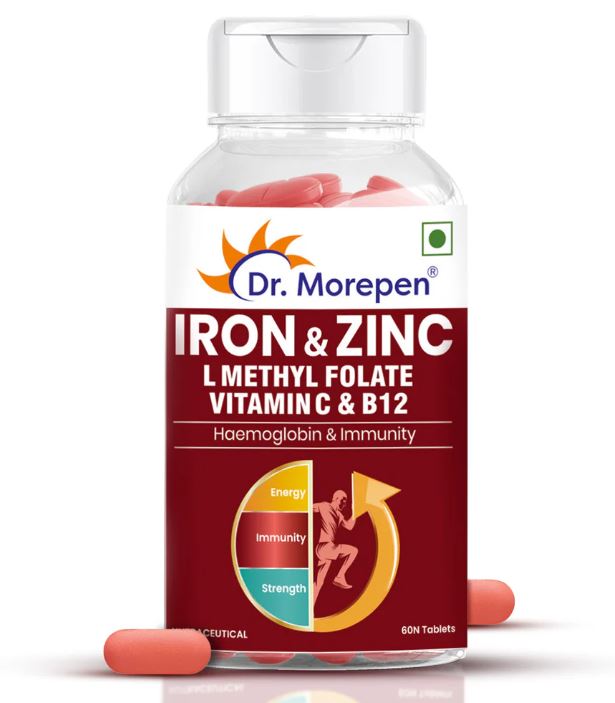 Dr. Morepen®
IRON & ZINC
L METHYL FOLATE
VITAMIN C & B12
Haemoglobin & Immunity
Energy
Immunity
Strength
60N Tablets